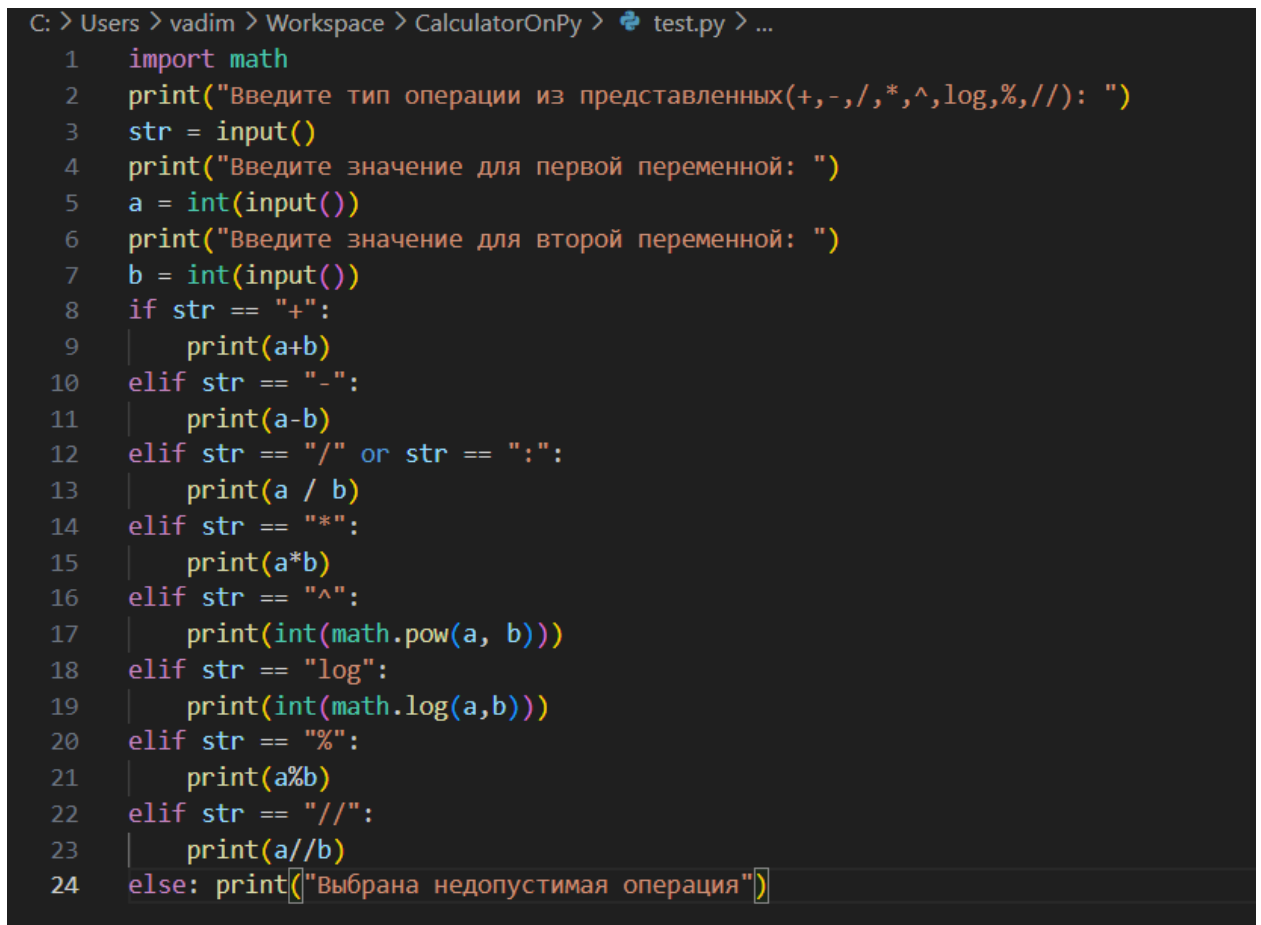 C: > Users > vadim > Workspace > CalculatorOnPy > test.py > ...
1 import math
2 print("Введите тип операции из представленных(+,-,/,*,^,log,%,//): ")
3 str = input()
4 print("Введите значение для первой переменной: ")
5 a = int(input())
6 print("Введите значение для второй переменной: ")
7 b = int(input())
8 if str == "+":
9     print(a+b)
10 elif str == "-":
11     print(a-b)
12 elif str == "/" or str == ":":
13     print(a / b)
14 elif str == "*":
15     print(a*b)
16 elif str == "^":
17     print(int(math.pow(a, b)))
18 elif str == "log":
19     print(int(math.log(a,b)))
20 elif str == "%":
21     print(a%b)
22 elif str == "//":
23     print(a//b)
24 else: print("Выбрана недопустимая операция")